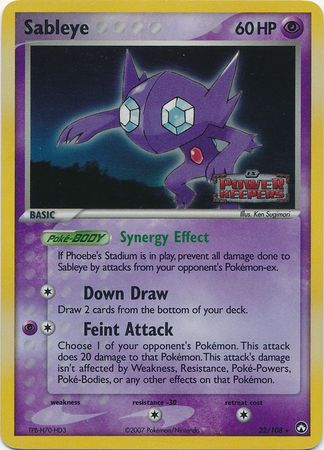 Sableye
60 HP
EX
POWER
KEEPERS
BASIC
Illus. Ken Sugimori
Poké-BODY Synergy Effect
If Phoebe's Stadium is in play, prevent all damage done to
Sableye by attacks from your opponent's Pokémon-ex.
Down Draw
Draw 2 cards from the bottom of your deck.
Feint Attack
Choose 1 of your opponent's Pokémon. This attack
does 20 damage to that Pokémon. This attack's damage
isn't affected by Weakness, Resistance, Poké-Powers,
Poké-Bodies, or any other effects on that Pokémon.
weakness resistance -30 retreat cost
TPB-H70-HD3 ©2007 Pokémon/Nintendo 22/108 ★